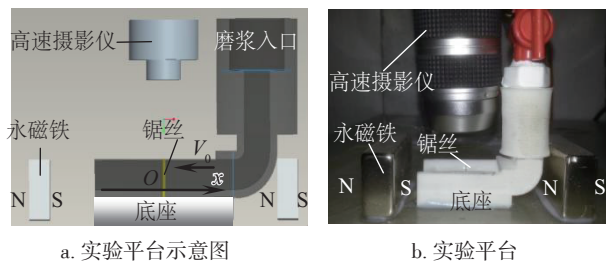 高速摄影仪
磨浆入口
永磁铁
锯丝
V₀
O
x
N S
N S
底座
a. 实验平台示意图
高速摄影仪
永磁铁
锯丝
N S
N S
底座
b. 实验平台